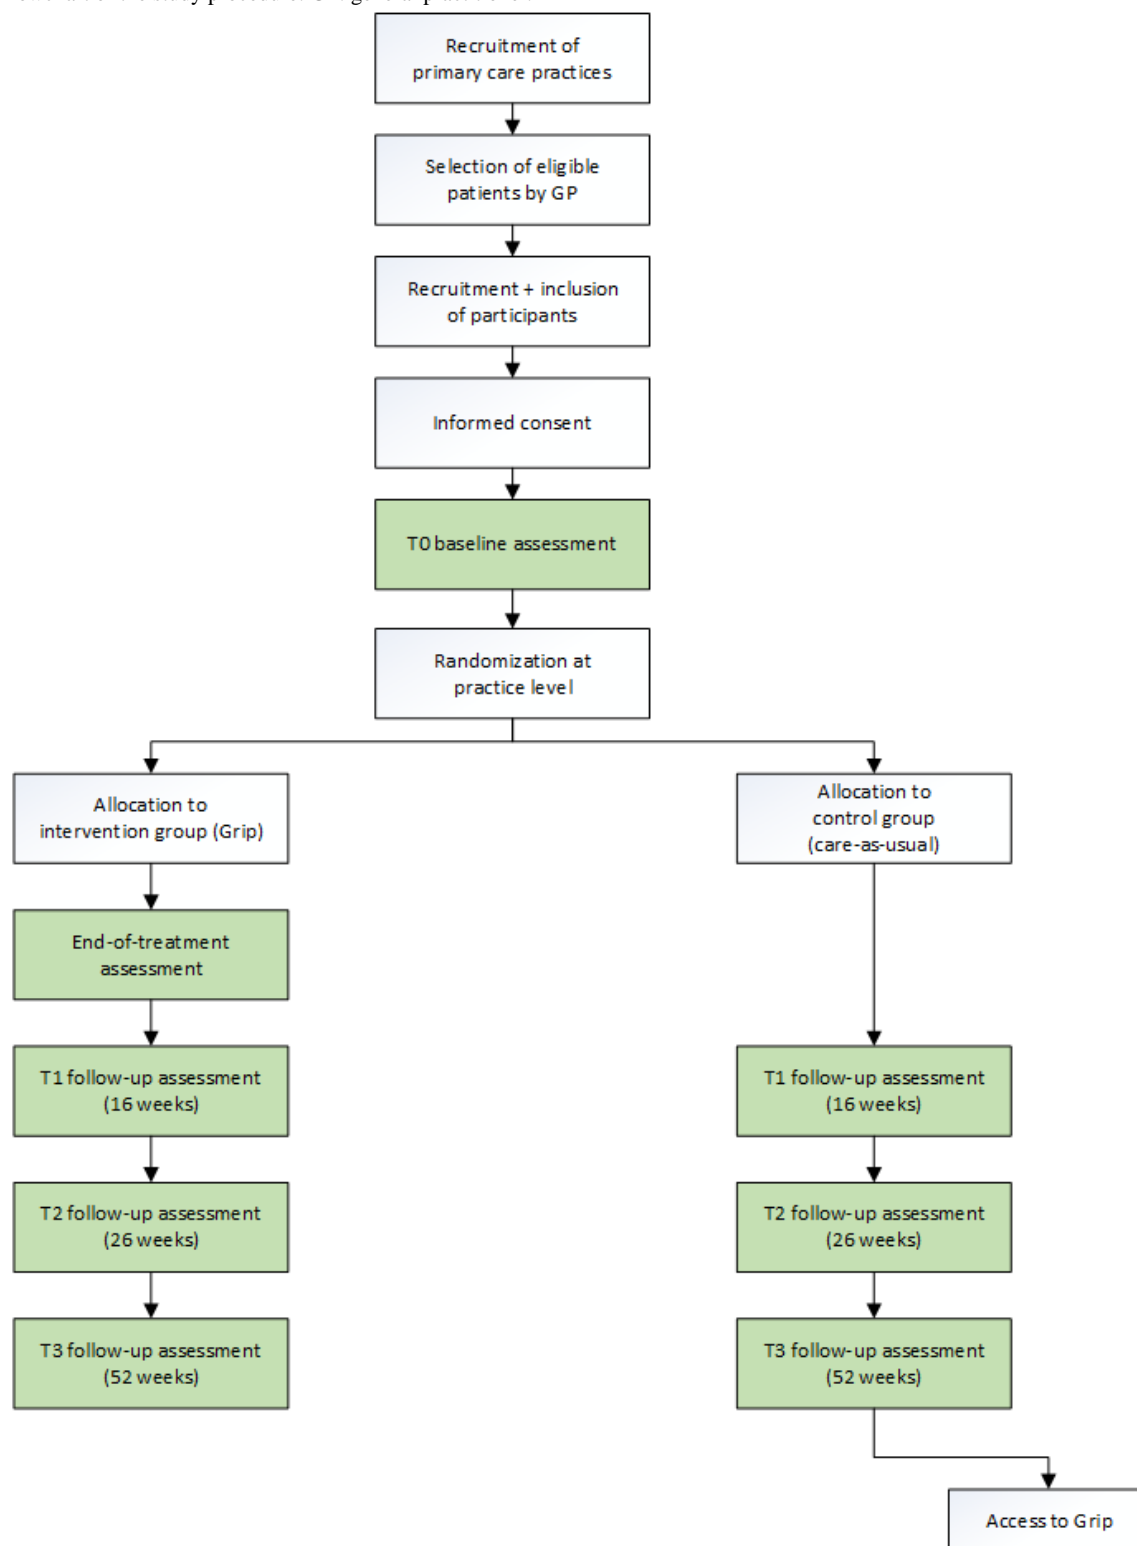 Recruitment of
primary care practices
Selection of eligible
patients by GP
Recruitment + inclusion
of participants
Informed consent
T0 baseline assessment
Randomization at
practice level
Allocation to
intervention group (Grip)
Allocation to
control group
(care-as-usual)
End-of-treatment
assessment
T1 follow-up assessment
(16 weeks)
T1 follow-up assessment
(16 weeks)
T2 follow-up assessment
(26 weeks)
T2 follow-up assessment
(26 weeks)
T3 follow-up assessment
(52 weeks)
T3 follow-up assessment
(52 weeks)
Access to Grip